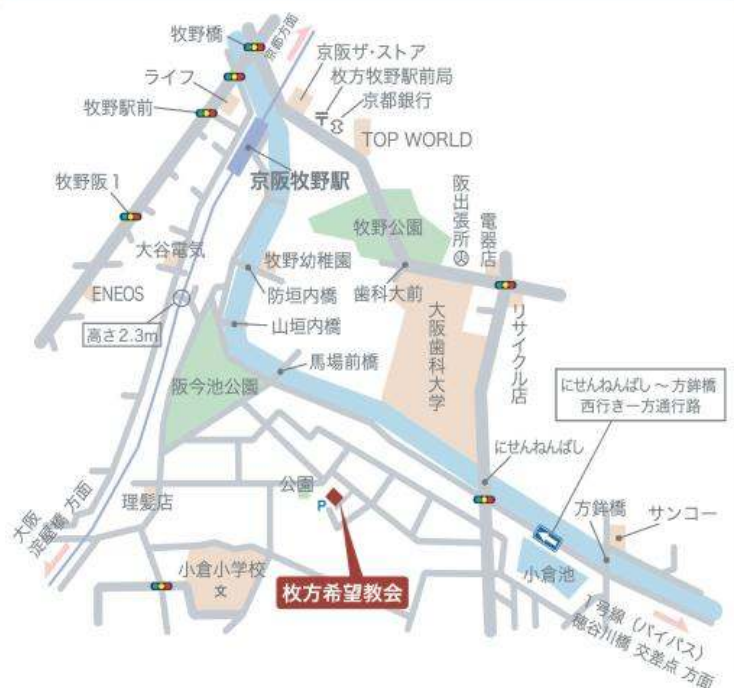 牧野橋
京都方面
京阪ザ・ストア
ライフ
枚方牧野駅前局
京都銀行
牧野駅前
TOP WORLD
京阪牧野駅
牧野阪1
阪出張所
電器店
牧野公園
大谷電気
牧野幼稚園
ENEOS
防垣内橋
歯科大前
高さ2.3m
山垣内橋
大阪歯科大学
リサイクル店
馬場前橋
阪今池公園
にせんねんばし〜方鉾橋
西行き一方通行路
にせんねんばし
公園
P
理髪店
方鉾橋
サンコー
大阪
淀屋橋 方面
小倉小学校
文
枚方希望教会
小倉池
1号線 (バイパス)
穂谷川橋 交差点 方面